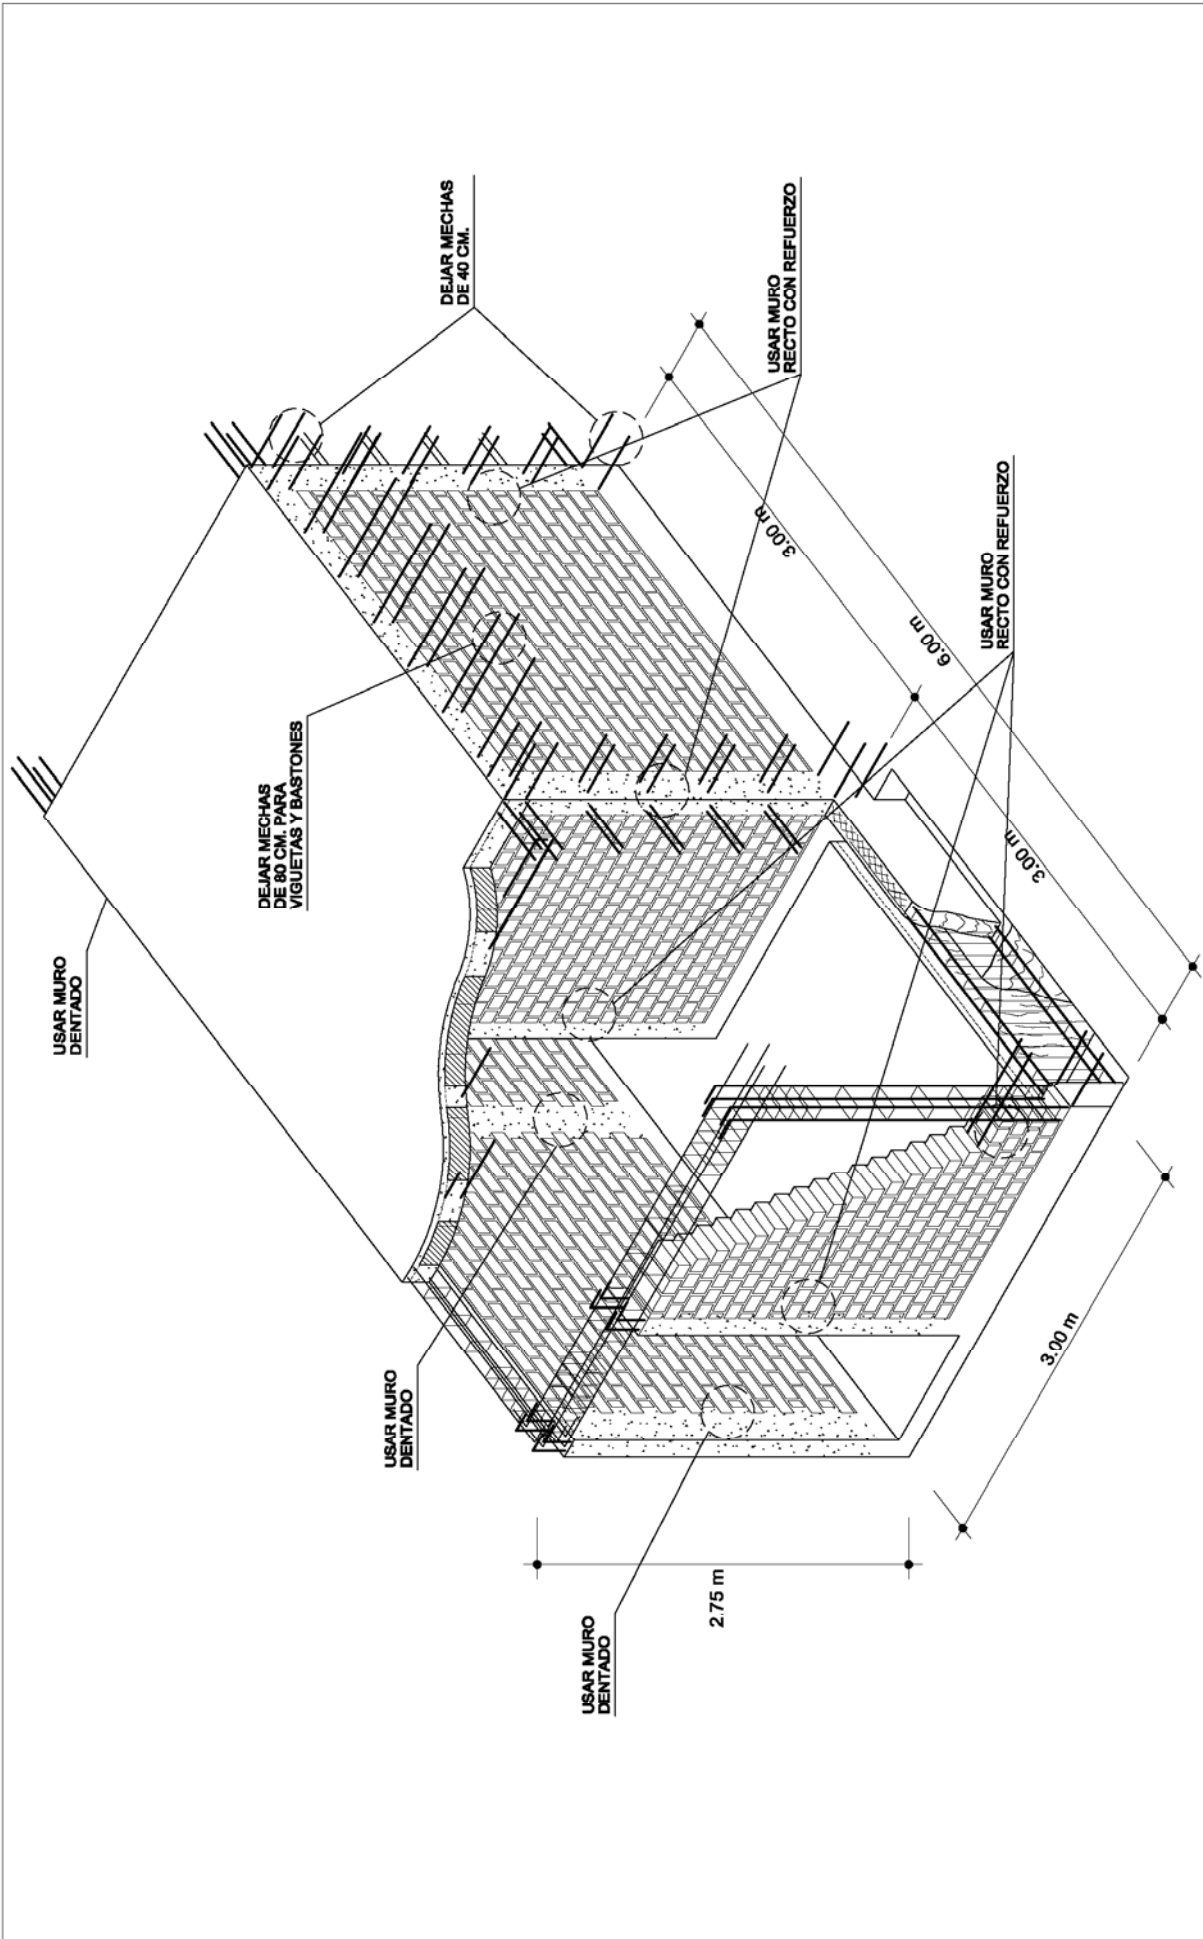 USAR MURO
DENTADO
DEJAR MECHAS
DE 80 CM. PARA
VIGUETAS Y BASTONES
DEJAR MECHAS
DE 40 CM.
USAR MURO
RECTO CON REFUERZO
USAR MURO
RECTO CON REFUERZO
USAR MURO
DENTADO
USAR MURO
DENTADO
2.75 m
3.00 m
3.00 m
3.00 m
6.00 m